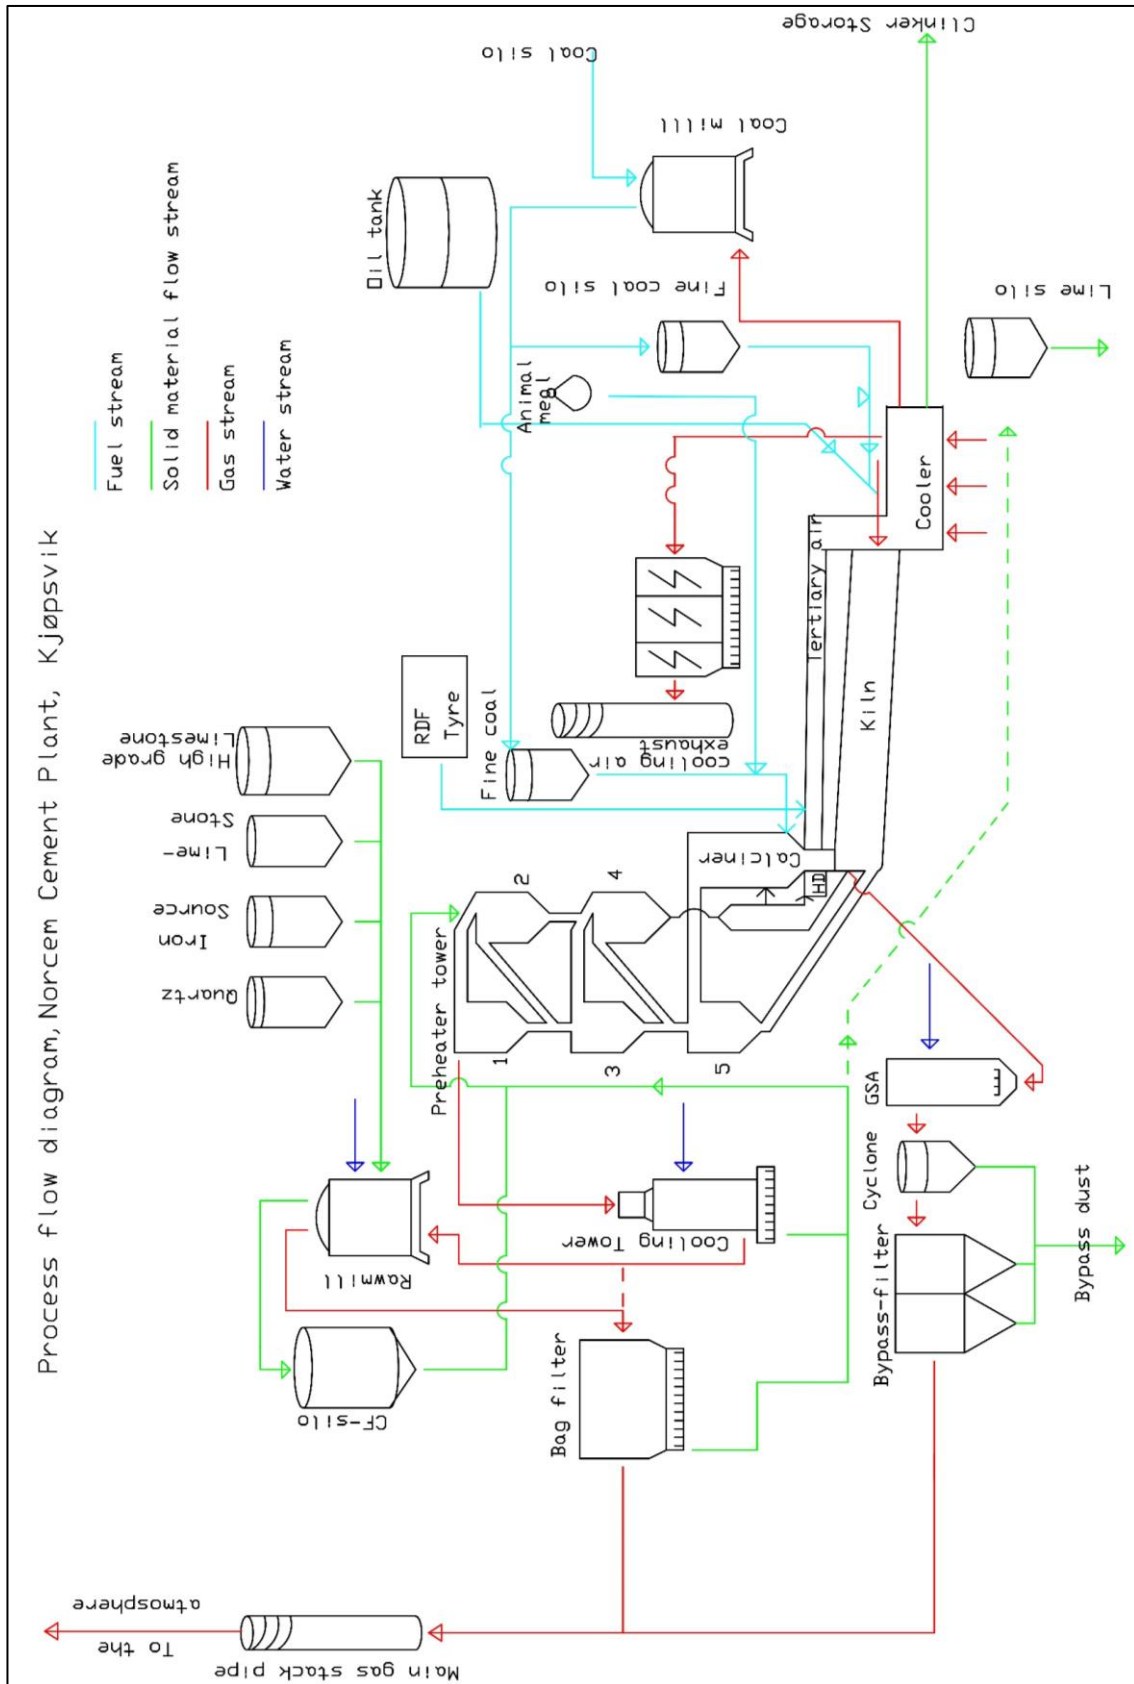 Process flow diagram, Norcem Cement Plant, Kjøpsvik
Fuel stream
Solid material flow stream
Gas stream
Water stream
To the
atmosphere
Main gas stack pipe
CF-silo
Rawmill
Quartz
Iron
Source
Lime-
Stone
High grade
Limestone
Oil tank
Coal silo
Coal milll
Clinker Storage
Preheater tower
1
2
3
4
5
RDF
Tyre
Fine coal
cooling air
exhaust
Animal
meal
Fine coal silo
Lime silo
Bag filter
Cooling
Tower
Calciner
HD
Tertiary air
Kiln
Cooler
GSA
Cyclone
Bypass-filter
Bypass dust